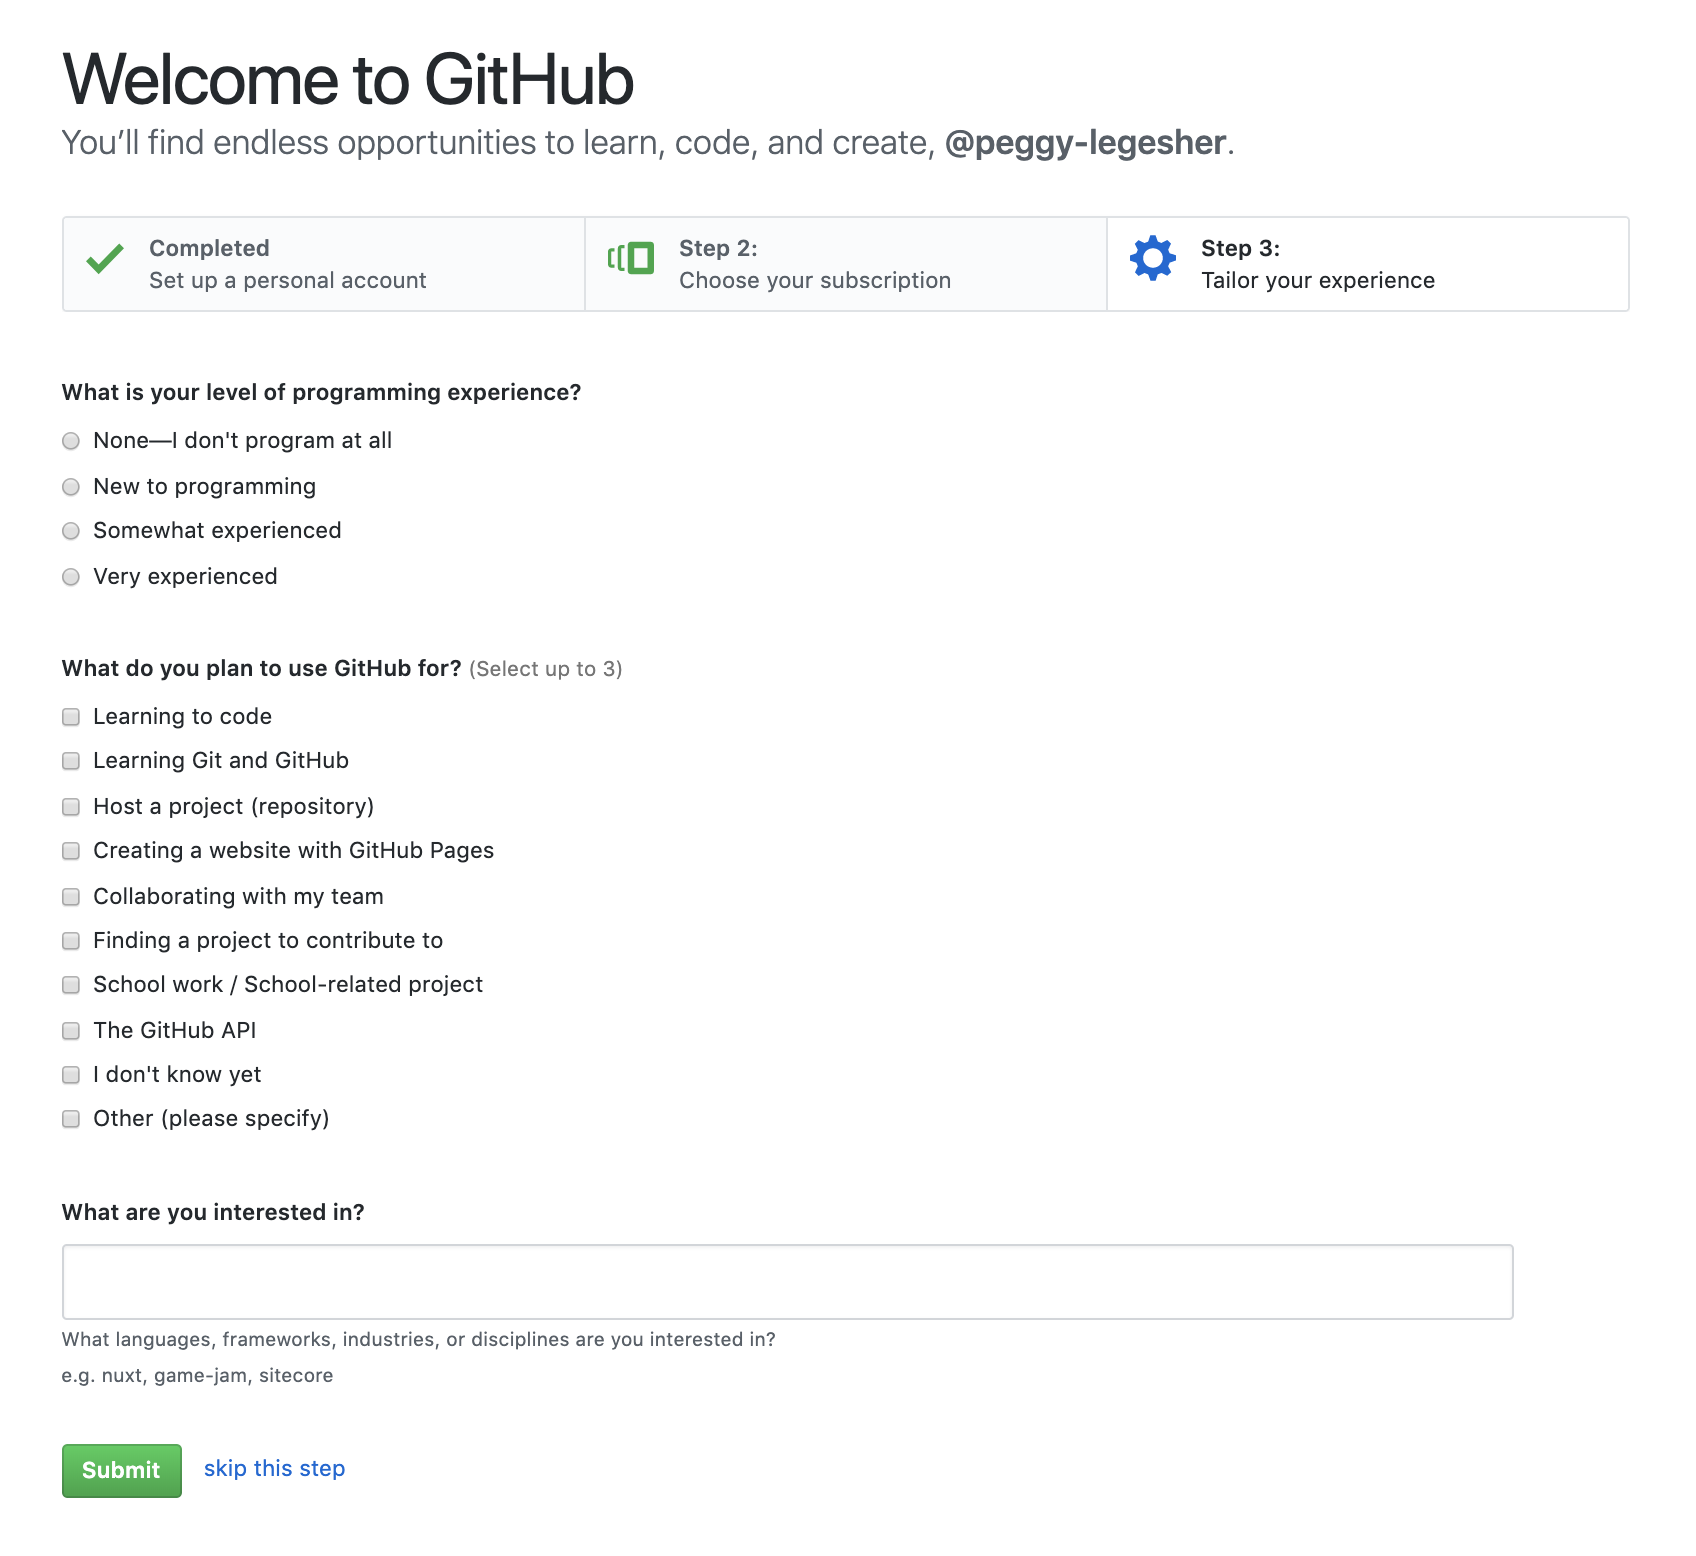 Welcome to GitHub
You’ll find endless opportunities to learn, code, and create, @peggy-legesher.
Completed
Set up a personal account
Step 2:
Choose your subscription
Step 3:
Tailor your experience
What is your level of programming experience?
None—I don't program at all
New to programming
Somewhat experienced
Very experienced
What do you plan to use GitHub for? (Select up to 3)
Learning to code
Learning Git and GitHub
Host a project (repository)
Creating a website with GitHub Pages
Collaborating with my team
Finding a project to contribute to
School work / School-related project
The GitHub API
I don't know yet
Other (please specify)
What are you interested in?
What languages, frameworks, industries, or disciplines are you interested in?
e.g. nuxt, game-jam, sitecore
Submit skip this step